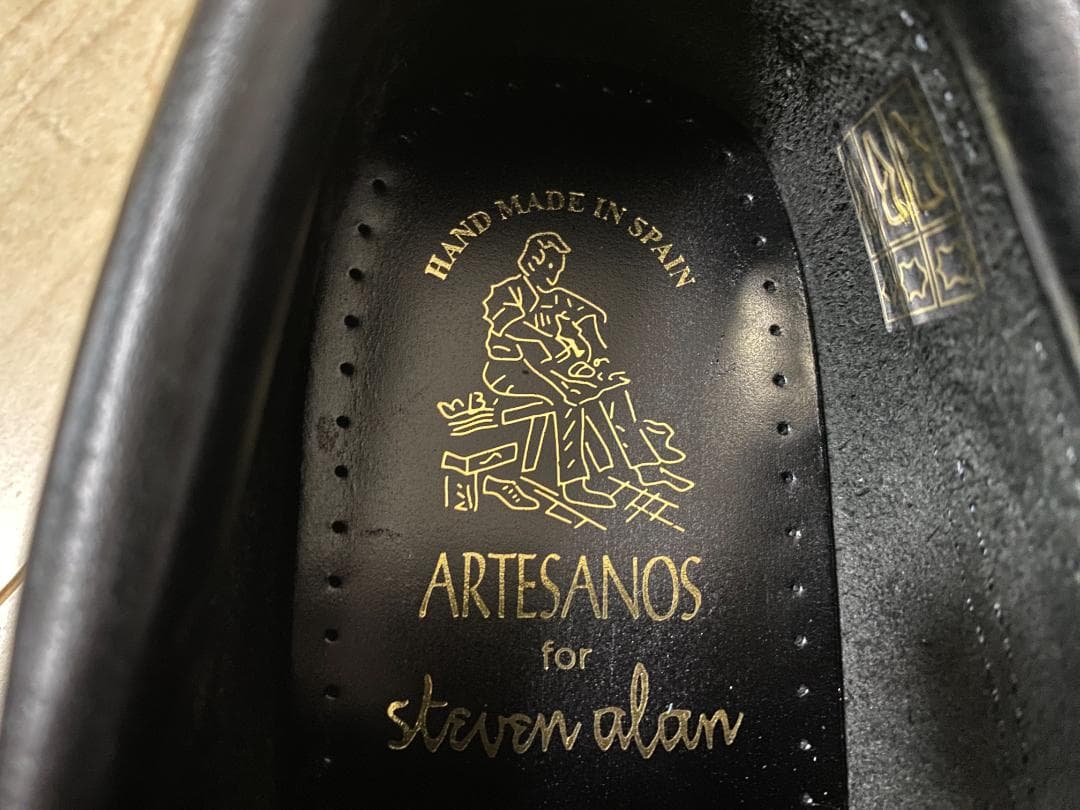 HAND MADE IN SPAIN
ARTESANOS
for
steven alan